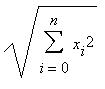 √(∑_{i = 0}^{n} x_i^2)